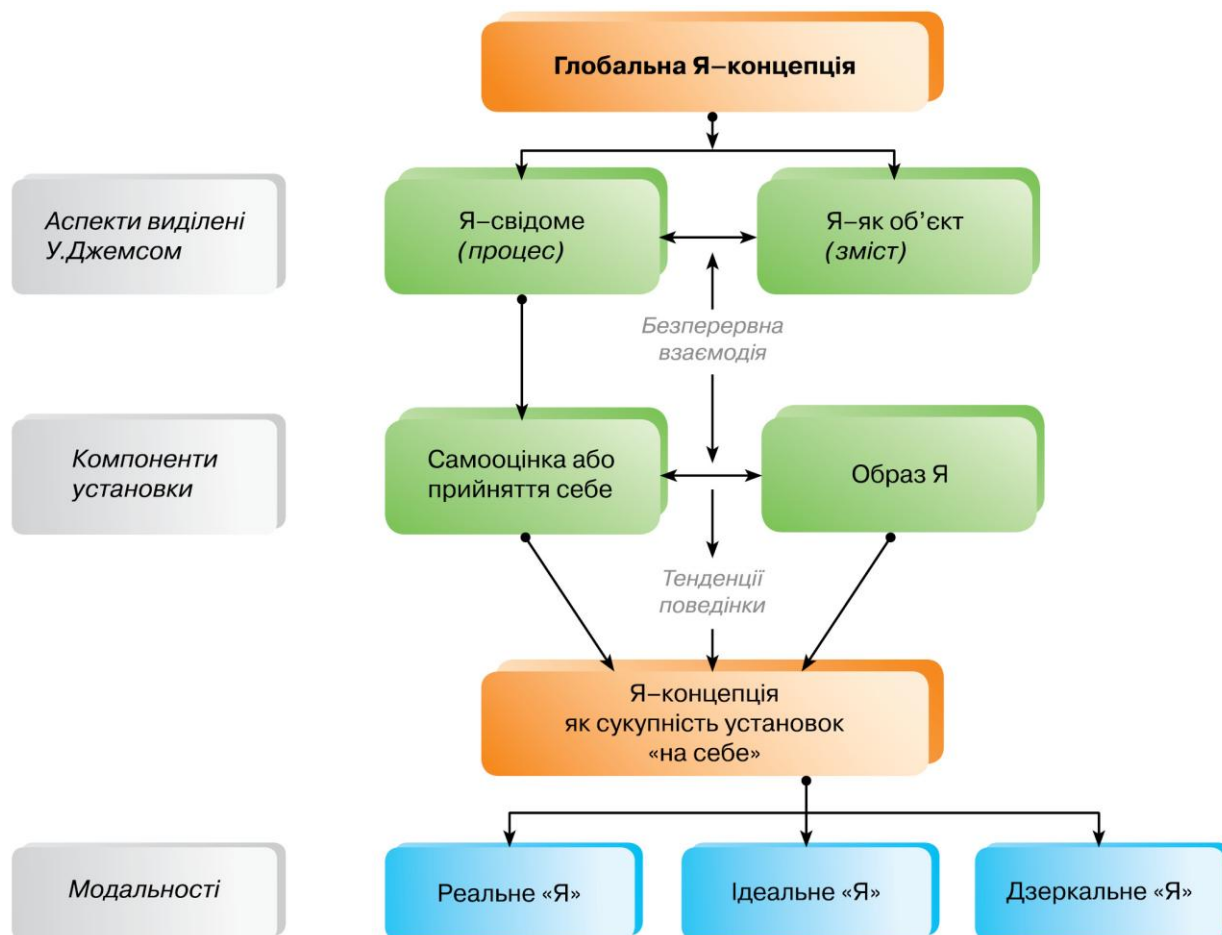 Глобальна Я–концепція
Аспекти виділені
У.Джемсом
Я–свідоме
(процес)
Я–як об’єкт
(зміст)
Безперервна
взаємодія
Компоненти
установки
Самооцінка або
прийняття себе
Образ Я
Тенденції
поведінки
Я–концепція
як сукупність установок
«на себе»
Модальності
Реальне «Я»
Ідеальне «Я»
Дзеркальне «Я»